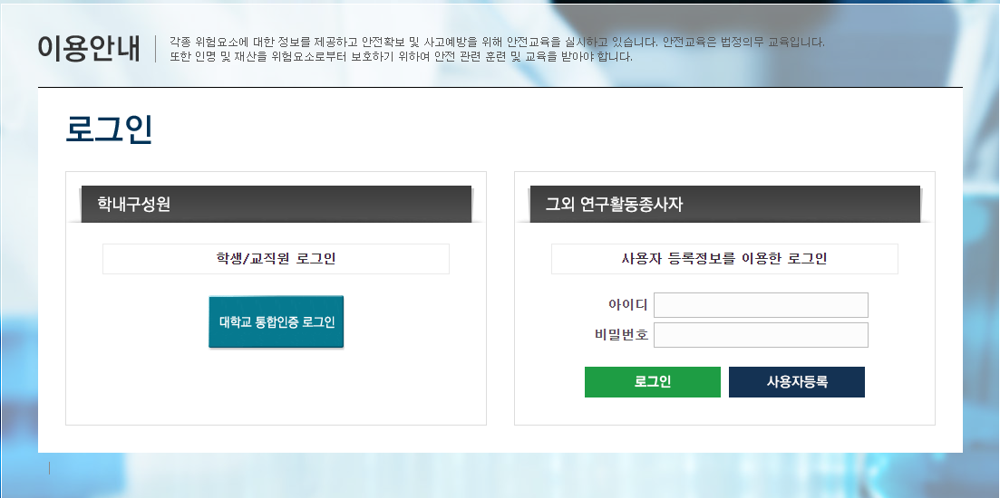 이용안내
각종 위험요소에 대한 정보를 제공하고 안전확보 및 사고예방을 위해 안전교육을 실시하고 있습니다. 안전교육은 법정의무 교육입니다.
또한 인명 및 재산을 위험요소로부터 보호하기 위하여 안전 관련 훈련 및 교육을 받아야 합니다.
로그인
학내구성원
학생/교직원 로그인
대학교 통합인증 로그인
그외 연구활동종사자
사용자 등록정보를 이용한 로그인
아이디
비밀번호
로그인
사용자등록